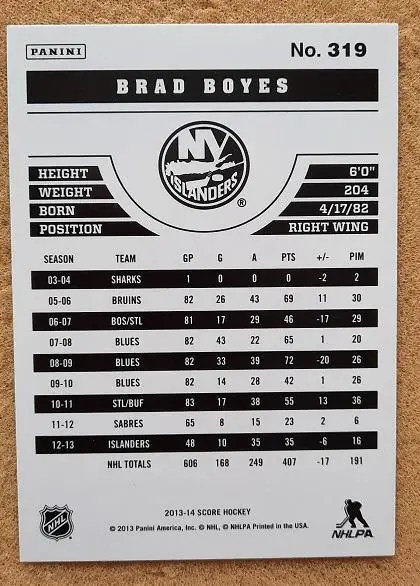 PANINI
No. 319
BRAD BOYES
NY
ISLANDERS
®
HEIGHT 6'0"
WEIGHT 204
BORN 4/17/82
POSITION RIGHT WING
SEASON TEAM GP G A PTS +/- PIM
03-04 SHARKS 1 0 0 0 -2 2
05-06 BRUINS 82 26 43 69 11 30
06-07 BOS/STL 81 17 29 46 -17 29
07-08 BLUES 82 43 22 65 1 20
08-09 BLUES 82 33 39 72 -20 26
09-10 BLUES 82 14 28 42 1 26
10-11 STL/BUF 83 17 38 55 13 36
11-12 SABRES 65 8 15 23 2 6
12-13 ISLANDERS 48 10 35 35 -6 16
NHL TOTALS 606 168 249 407 -17 191
2013-14 SCORE HOCKEY
© 2013 Panini America, Inc. © NHL, © NHLPA Printed in the USA.
NHL
NHLPA